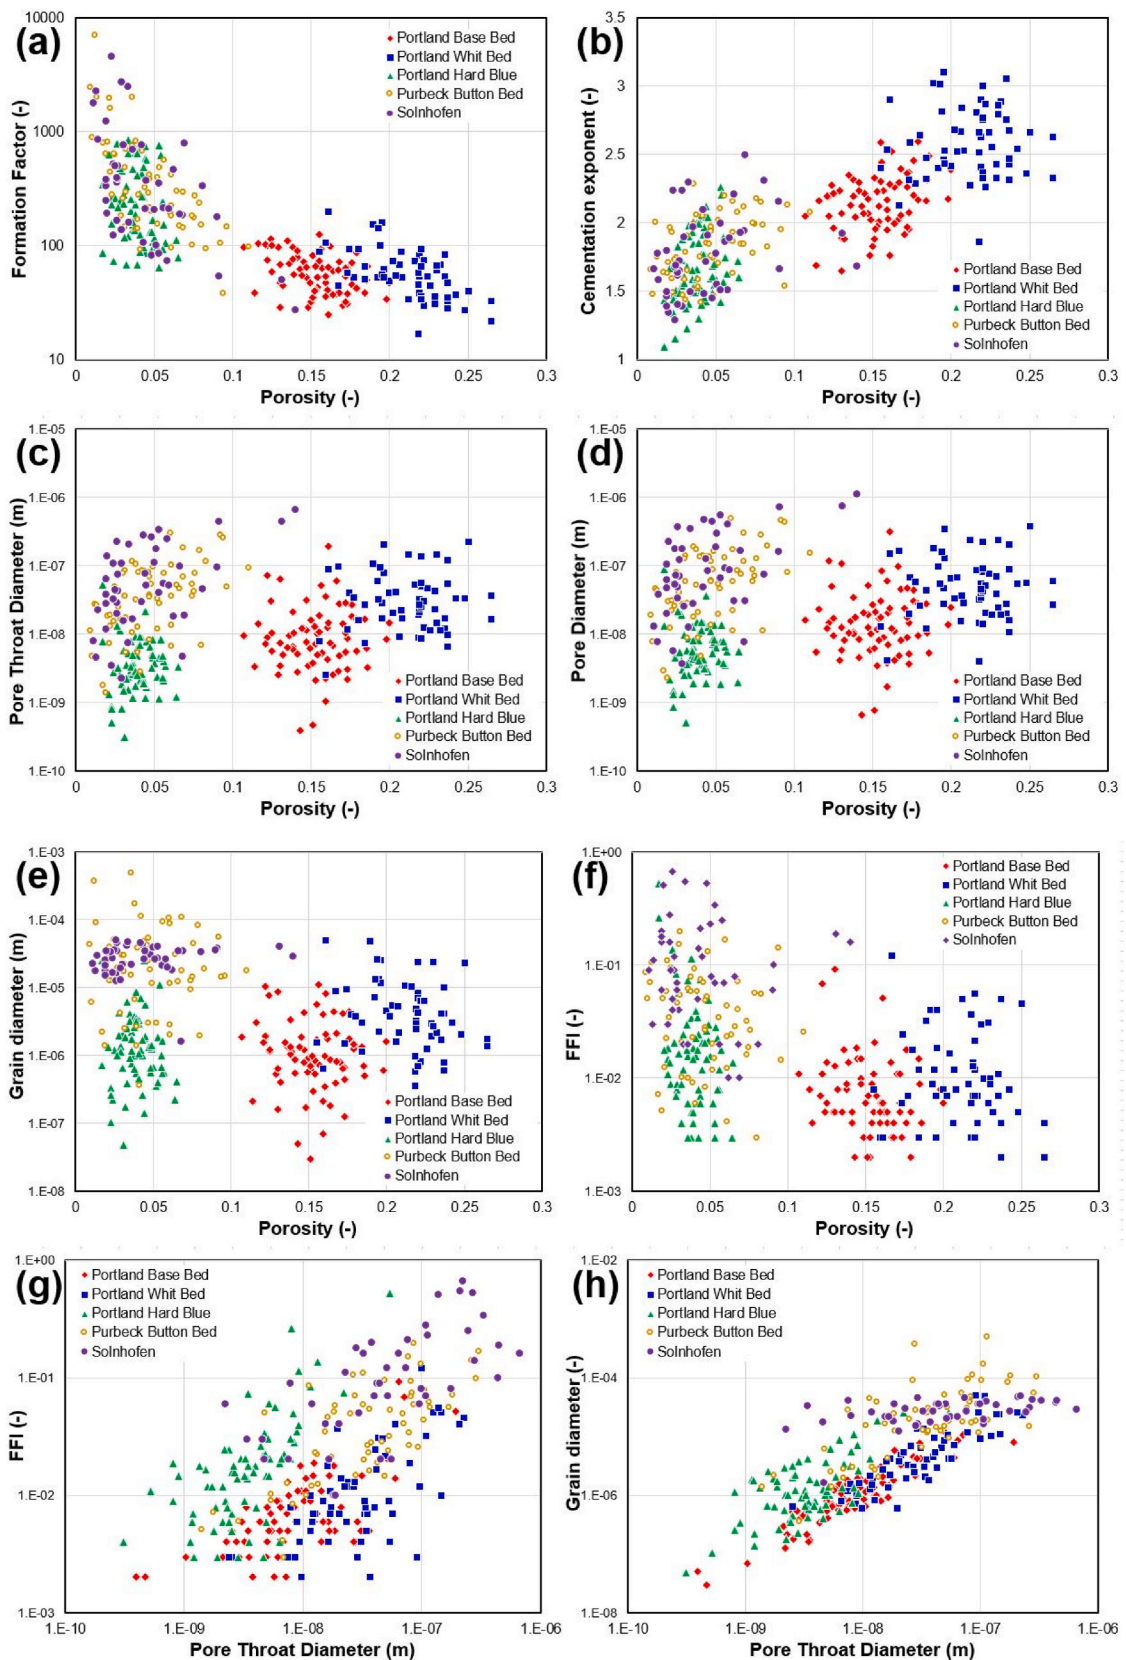 (a)
10000
1000
100
10
Formation Factor (-)
0
0.05
0.1
0.15
0.2
0.25
0.3
Porosity (-)
Portland Base Bed
Portland Whit Bed
Portland Hard Blue
Purbeck Button Bed
Solnhofen
(b)
3.5
3
2.5
2
1.5
1
Cementation exponent (-)
0
0.05
0.1
0.15
0.2
0.25
0.3
Porosity (-)
Portland Base Bed
Portland Whit Bed
Portland Hard Blue
Purbeck Button Bed
Solnhofen
(c)
1.E-05
1.E-06
1.E-07
1.E-08
1.E-09
1.E-10
Pore Throat Diameter (m)
0
0.05
0.1
0.15
0.2
0.25
0.3
Porosity (-)
Portland Base Bed
Portland Whit Bed
Portland Hard Blue
Purbeck Button Bed
Solnhofen
(d)
1.E-05
1.E-06
1.E-07
1.E-08
1.E-09
1.E-10
Pore Diameter (m)
0
0.05
0.1
0.15
0.2
0.25
0.3
Porosity (-)
Portland Base Bed
Portland Whit Bed
Portland Hard Blue
Purbeck Button Bed
Solnhofen
(e)
1.E-03
1.E-04
1.E-05
1.E-06
1.E-07
1.E-08
Grain diameter (m)
0
0.05
0.1
0.15
0.2
0.25
0.3
Porosity (-)
Portland Base Bed
Portland Whit Bed
Portland Hard Blue
Purbeck Button Bed
Solnhofen
(f)
1.E+00
1.E-01
1.E-02
1.E-03
FFI (-)
0
0.05
0.1
0.15
0.2
0.25
0.3
Porosity (-)
Portland Base Bed
Portland Whit Bed
Portland Hard Blue
Purbeck Button Bed
Solnhofen
(g)
1.E+00
1.E-01
1.E-02
1.E-03
FFI (-)
1.E-10
1.E-09
1.E-08
1.E-07
1.E-06
Pore Throat Diameter (m)
Portland Base Bed
Portland Whit Bed
Portland Hard Blue
Purbeck Button Bed
Solnhofen
(h)
1.E-02
1.E-04
1.E-06
1.E-08
Grain diameter (-)
1.E-10
1.E-09
1.E-08
1.E-07
1.E-06
Pore Throat Diameter (m)
Portland Base Bed
Portland Whit Bed
Portland Hard Blue
Purbeck Button Bed
Solnhofen